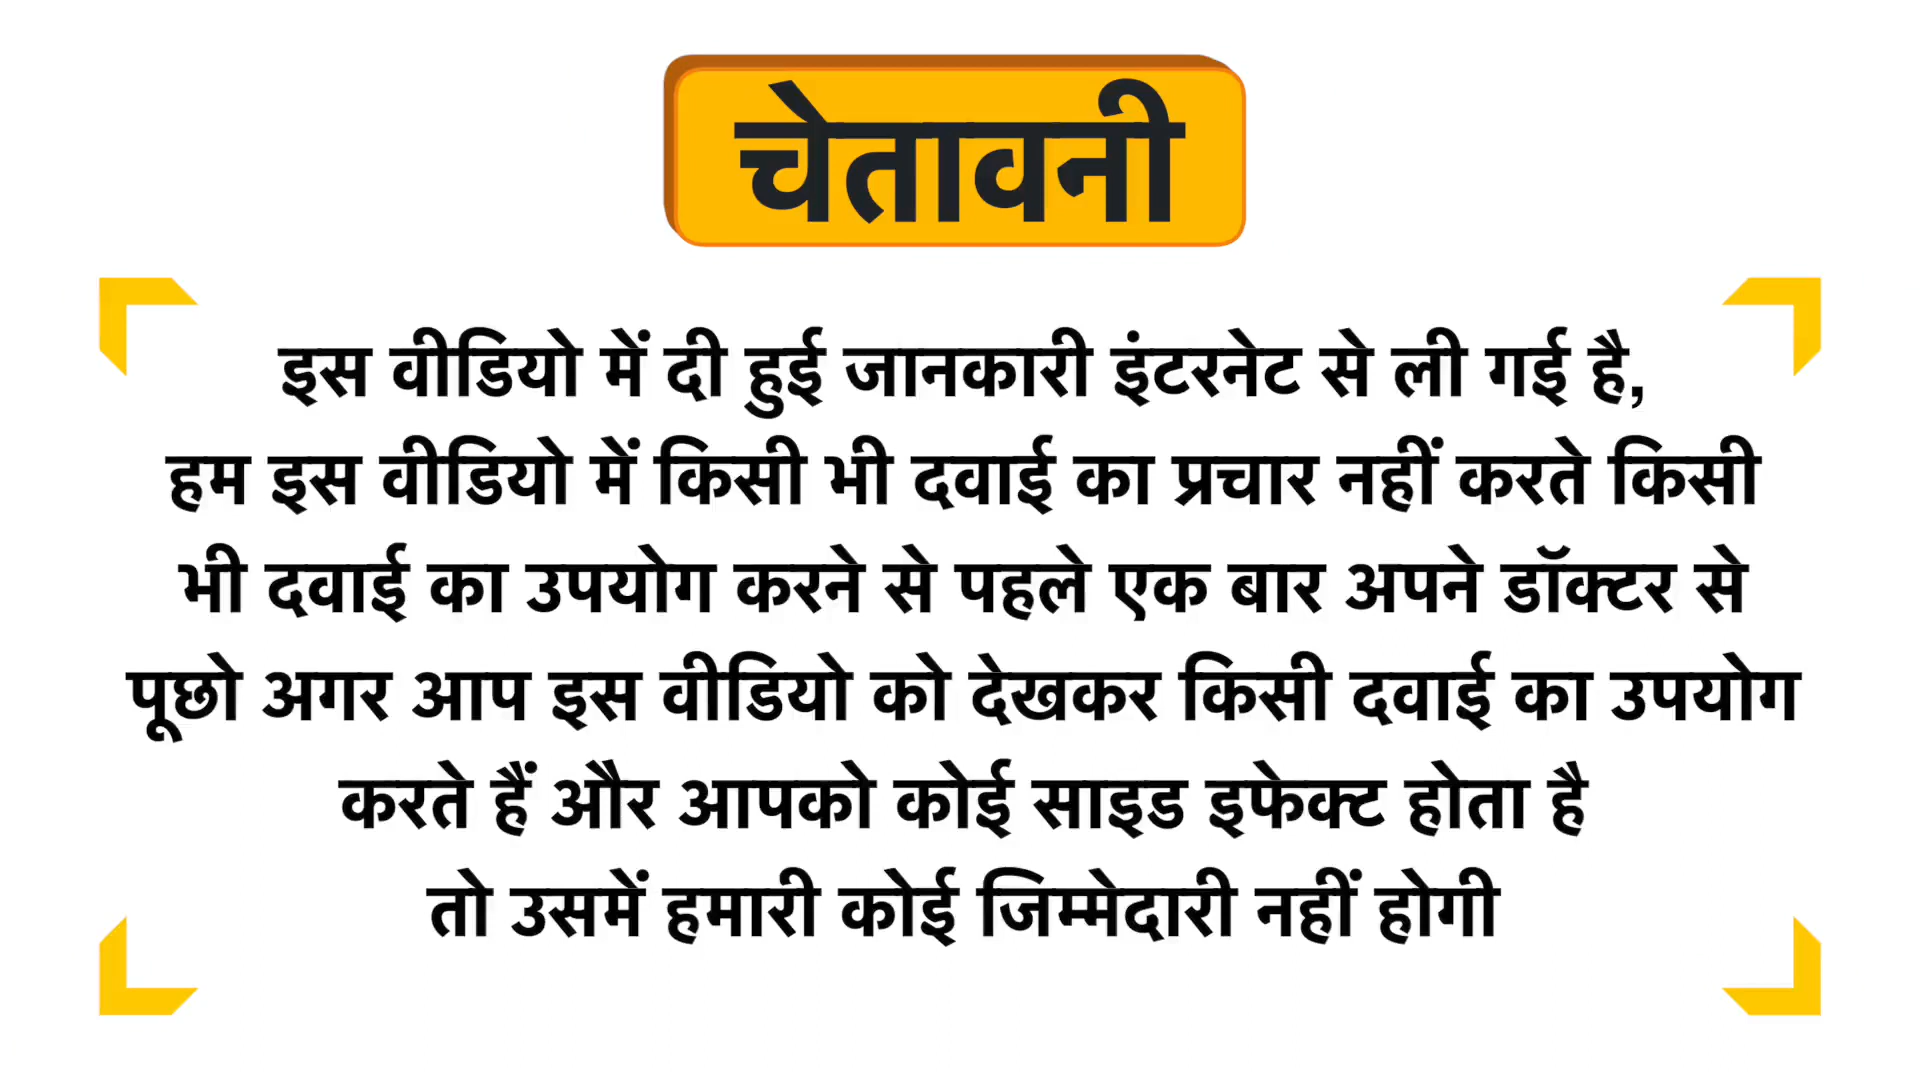 चेतावनी
इस वीडियो में दी हुई जानकारी इंटरनेट से ली गई है,
हम इस वीडियो में किसी भी दवाई का प्रचार नहीं करते किसी
भी दवाई का उपयोग करने से पहले एक बार अपने डॉक्टर से
पूछो अगर आप इस वीडियो को देखकर किसी दवाई का उपयोग
करते हैं और आपको कोई साइड इफेक्ट होता है
तो उसमें हमारी कोई जिम्मेदारी नहीं होगी